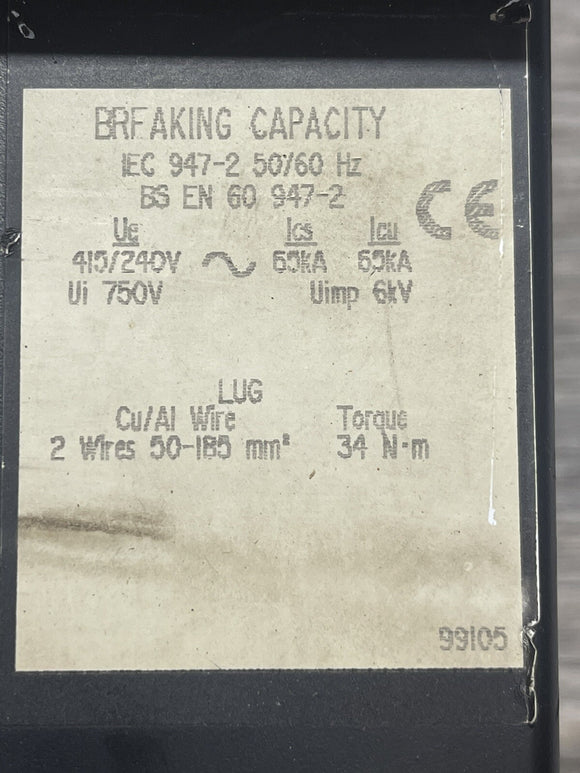 BREAKING CAPACITY
IEC 947-2 50/60 Hz
BS EN 60 947-2
CE
Ue Ics Icu
415/240V ∿ 65kA 65kA
Ui 750V Uimp 6kV
LUG
Cu/Al Wire Torque
2 Wires 50-185 mm² 34 N·m
99105